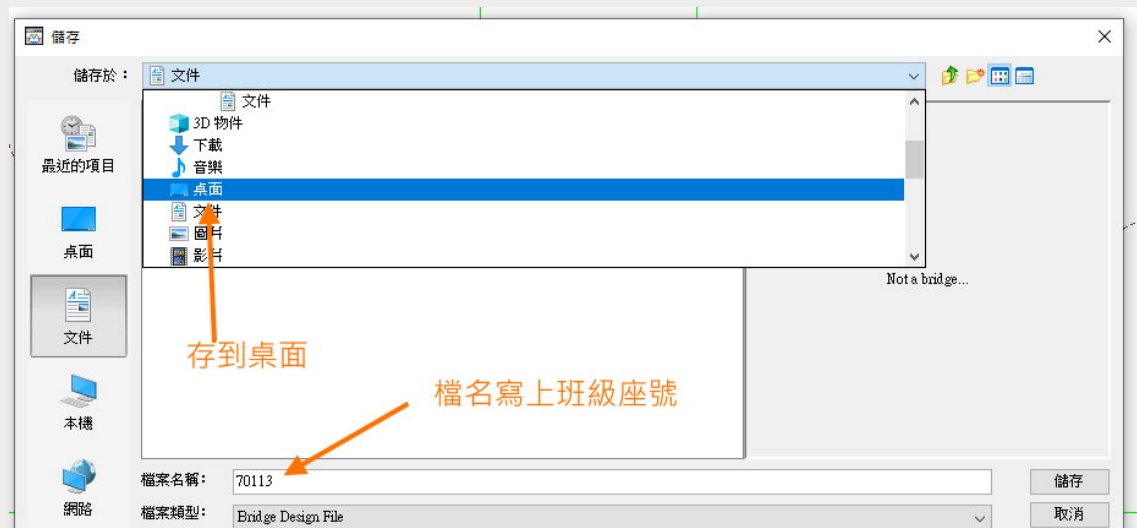 儲存
儲存於：
文件
文件
3D 物件
下載
音樂
桌面
文件
圖片
影片
最近的項目
桌面
文件
本機
網路
Not a bridge...
存到桌面
檔名寫上班級座號
檔案名稱：
70113
儲存
檔案類型：
Bridge Design File
取消